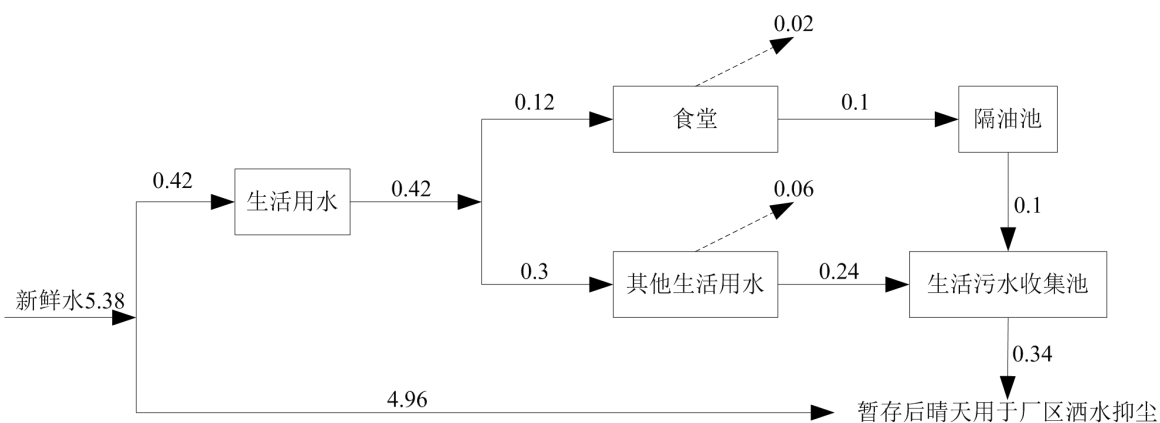 0.02
0.12
食堂
0.1
隔油池
0.42
生活用水
0.42
0.06
0.1
0.3
其他生活用水
0.24
生活污水收集池
新鲜水5.38
0.34
4.96
暂存后晴天用于厂区洒水抑尘